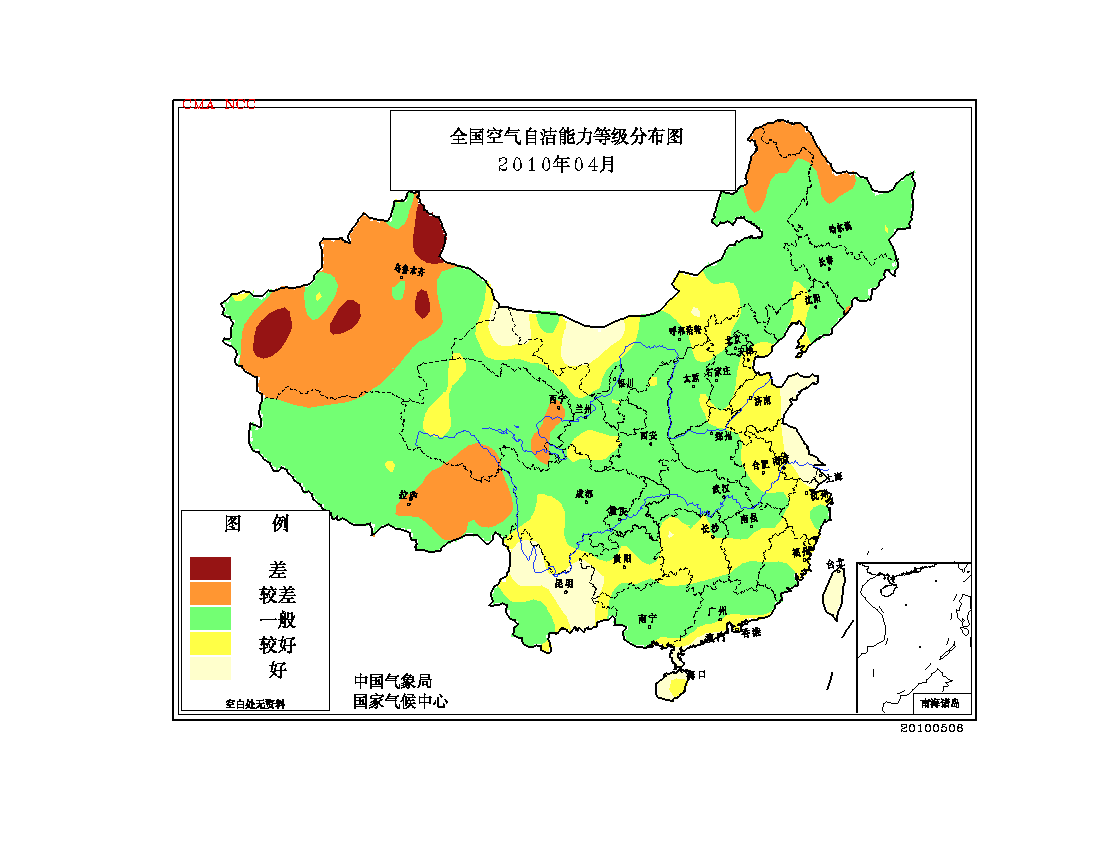 CMA NCC
全国空气自洁能力等级分布图
2010年04月
哈尔滨
长春
乌鲁木齐
沈阳
呼和浩特
北京
天津
银川
太原
石家庄
西宁
兰州
济南
西安
郑州
合肥
南京
上海
拉萨
成都
武汉
杭州
重庆
长沙
南昌
贵阳
福州
台北
昆明
南宁
广州
澳门
香港
海口
图 例
差
较差
一般
较好
好
空白处无资料
中国气象局
国家气候中心
南海诸岛
20100506